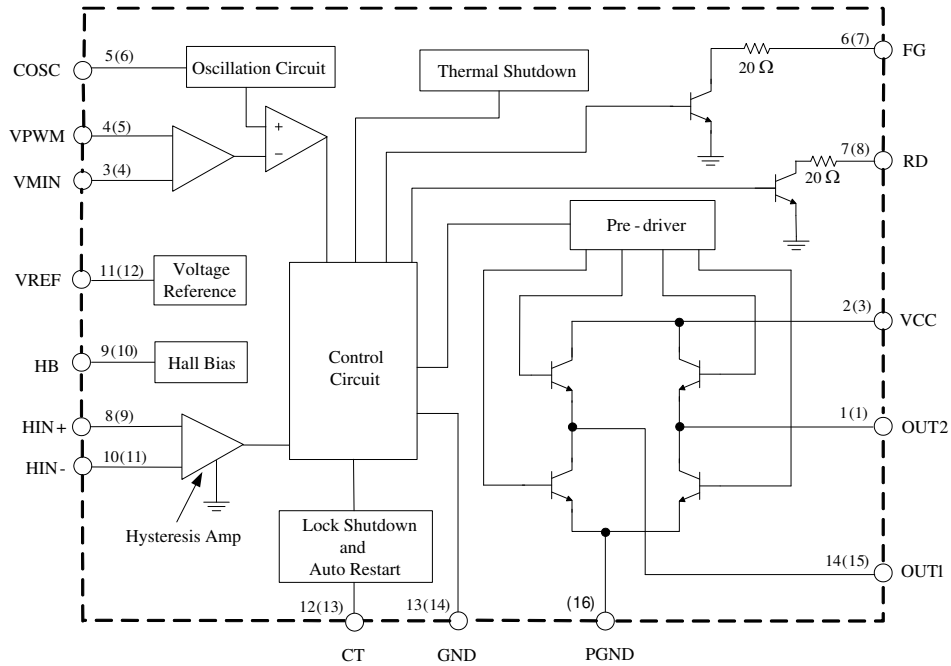 COSC
5(6)
Oscillation Circuit
Thermal Shutdown
20 Ω
6(7)
FG
VPWM
4(5)
+
−
VMIN
3(4)
20 Ω
7(8)
RD
Pre - driver
VREF
11(12)
Voltage
Reference
2(3)
VCC
HB
9(10)
Hall Bias
Control
Circuit
HIN+
8(9)
1(1)
OUT2
HIN-
10(11)
Hysteresis Amp
Lock Shutdown
and
Auto Restart
14(15)
OUT1
12(13)
CT
13(14)
GND
(16)
PGND